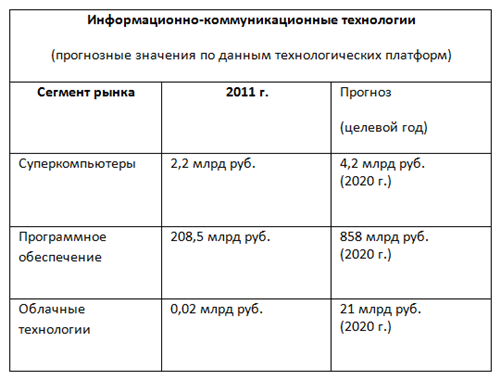 Информационно-коммуникационные технологии
(прогнозные значения по данным технологических платформ)
Сегмент рынка 2011 г. Прогноз
(целевой год)
Суперкомпьютеры 2,2 млрд руб. 4,2 млрд руб.
(2020 г.)
Программное 208,5 млрд руб. 858 млрд руб.
обеспечение (2020 г.)
Облачные 0,02 млрд руб. 21 млрд руб.
технологии (2020 г.)